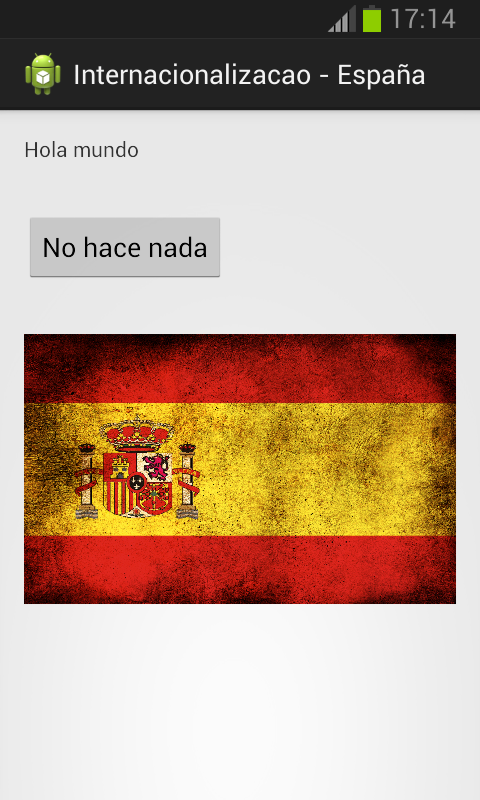 17:14
Internacionalizacao - España
Hola mundo
No hace nada